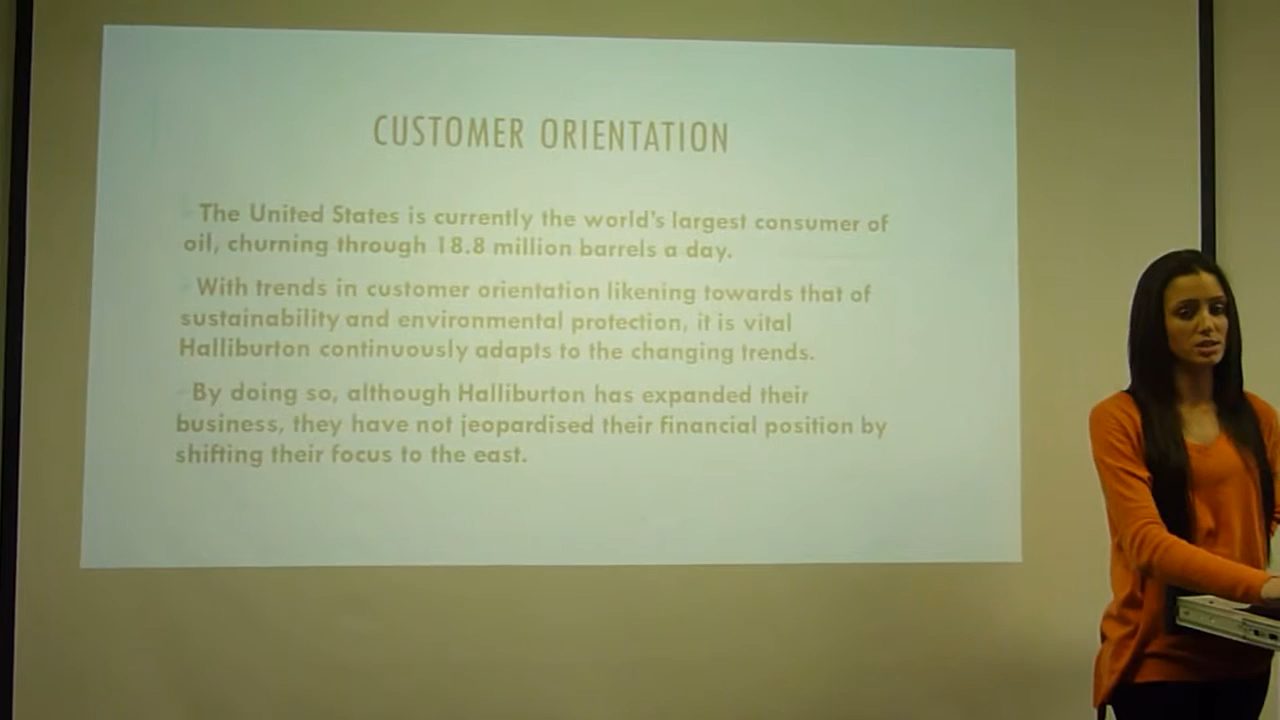 CUSTOMER ORIENTATION
The United States is currently the world's largest consumer of
oil, churning through 18.8 million barrels a day.
With trends in customer orientation likening towards that of
sustainability and environmental protection, it is vital
Halliburton continuously adapts to the changing trends.
By doing so, although Halliburton has expanded their
business, they have not jeopardised their financial position by
shifting their focus to the east.